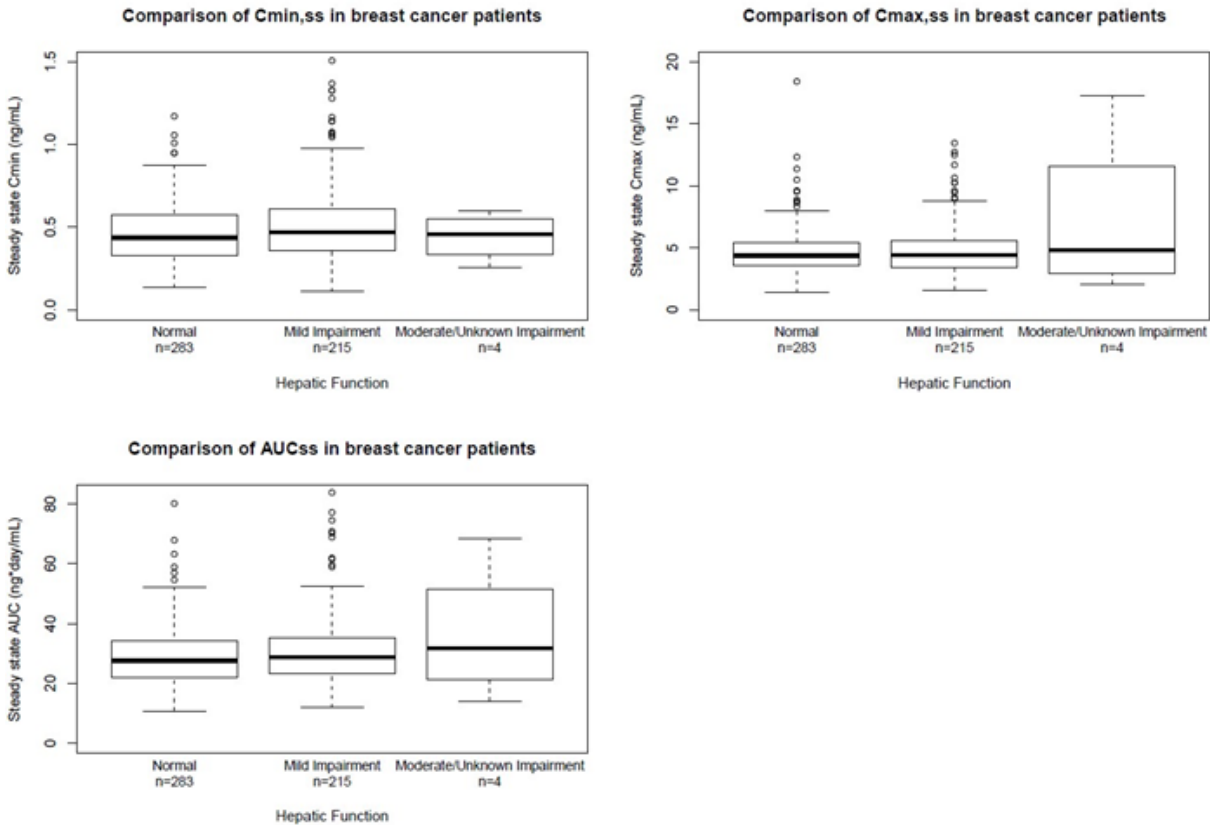 Comparison of Cmin,ss in breast cancer patients
Steady state Cmin (ng/mL)
1.5
1.0
0.5
0.0
Normal Mild Impairment Moderate/Unknown Impairment
n=283 n=215 n=4
Hepatic Function
Comparison of Cmax,ss in breast cancer patients
Steady state Cmax (ng/mL)
20
15
10
5
0
Normal Mild Impairment Moderate/Unknown Impairment
n=283 n=215 n=4
Hepatic Function
Comparison of AUCss in breast cancer patients
Steady state AUC (ng*day/mL)
80
60
40
20
0
Normal Mild Impairment Moderate/Unknown Impairment
n=283 n=215 n=4
Hepatic Function